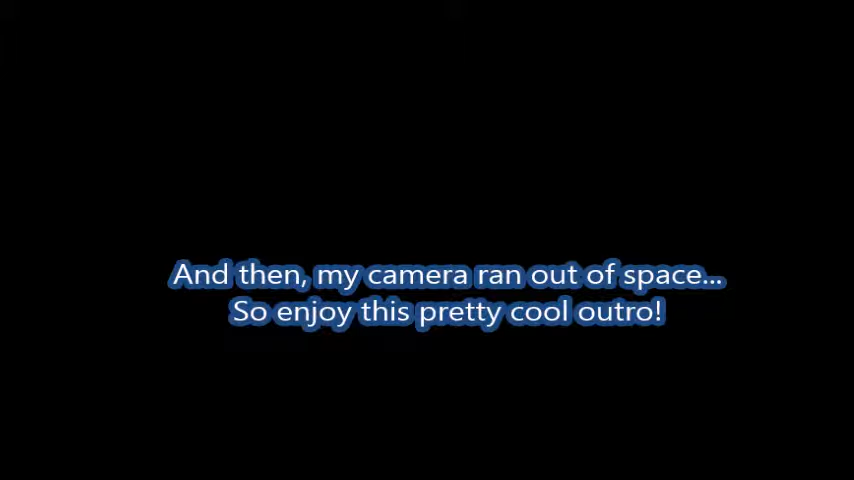 And then, my camera ran out of space...
So enjoy this pretty cool outro!